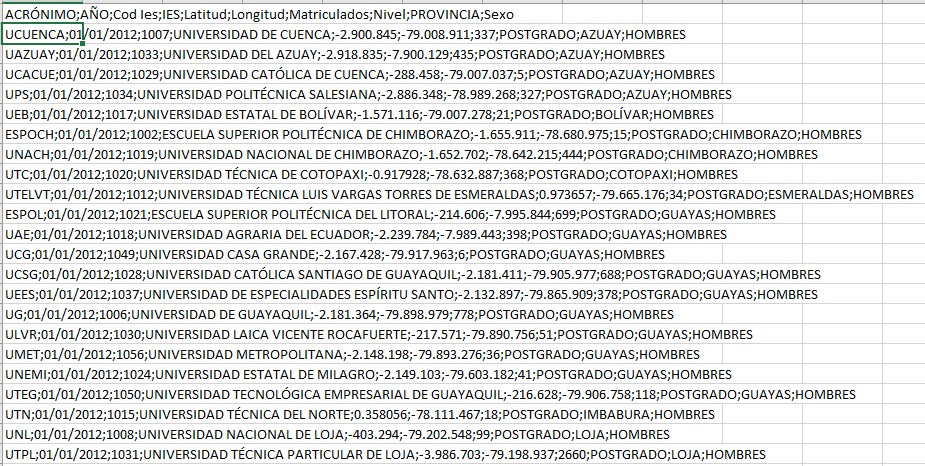 ACRÓNIMO;AÑO;Cod Ies;IES;Latitud;Longitud;Matriculados;Nivel;PROVINCIA;Sexo
UCUENCA;01/01/2012;1007;UNIVERSIDAD DE CUENCA;-2.900.845;-79.008.911;337;POSTGRADO;AZUAY;HOMBRES
UAZUAY;01/01/2012;1033;UNIVERSIDAD DEL AZUAY;-2.918.835;-7.900.129;435;POSTGRADO;AZUAY;HOMBRES
UCACUE;01/01/2012;1029;UNIVERSIDAD CATÓLICA DE CUENCA;-288.458;-79.007.037;5;POSTGRADO;AZUAY;HOMBRES
UPS;01/01/2012;1034;UNIVERSIDAD POLITÉCNICA SALESIANA;-2.886.348;-78.989.268;327;POSTGRADO;AZUAY;HOMBRES
UEB;01/01/2012;1017;UNIVERSIDAD ESTATAL DE BOLÍVAR;-1.571.116;-79.007.278;21;POSTGRADO;BOLÍVAR;HOMBRES
ESPOCH;01/01/2012;1002;ESCUELA SUPERIOR POLITÉCNICA DE CHIMBORAZO;-1.655.911;-78.680.975;15;POSTGRADO;CHIMBORAZO;HOMBRES
UNACH;01/01/2012;1019;UNIVERSIDAD NACIONAL DE CHIMBORAZO;-1.652.702;-78.642.215;444;POSTGRADO;CHIMBORAZO;HOMBRES
UTC;01/01/2012;1020;UNIVERSIDAD TÉCNICA DE COTOPAXI;-0.917928;-78.632.887;368;POSTGRADO;COTOPAXI;HOMBRES
UTELVT;01/01/2012;1012;UNIVERSIDAD TÉCNICA LUIS VARGAS TORRES DE ESMERALDAS;0.973657;-79.665.176;34;POSTGRADO;ESMERALDAS;HOMBRES
ESPOL;01/01/2012;1021;ESCUELA SUPERIOR POLITÉCNICA DEL LITORAL;-214.606;-7.995.844;699;POSTGRADO;GUAYAS;HOMBRES
UAE;01/01/2012;1018;UNIVERSIDAD AGRARIA DEL ECUADOR;-2.239.784;-7.989.443;398;POSTGRADO;GUAYAS;HOMBRES
UCG;01/01/2012;1049;UNIVERSIDAD CASA GRANDE;-2.167.428;-79.917.963;6;POSTGRADO;GUAYAS;HOMBRES
UCSG;01/01/2012;1028;UNIVERSIDAD CATÓLICA SANTIAGO DE GUAYAQUIL;-2.181.411;-79.905.977;688;POSTGRADO;GUAYAS;HOMBRES
UEES;01/01/2012;1037;UNIVERSIDAD DE ESPECIALIDADES ESPÍRITU SANTO;-2.132.897;-79.865.909;378;POSTGRADO;GUAYAS;HOMBRES
UG;01/01/2012;1006;UNIVERSIDAD DE GUAYAQUIL;-2.181.364;-79.898.979;778;POSTGRADO;GUAYAS;HOMBRES
ULVR;01/01/2012;1030;UNIVERSIDAD LAICA VICENTE ROCAFUERTE;-217.571;-79.890.756;51;POSTGRADO;GUAYAS;HOMBRES
UMET;01/01/2012;1056;UNIVERSIDAD METROPOLITANA;-2.148.198;-79.893.276;36;POSTGRADO;GUAYAS;HOMBRES
UNEMI;01/01/2012;1024;UNIVERSIDAD ESTATAL DE MILAGRO;-2.149.103;-79.603.182;41;POSTGRADO;GUAYAS;HOMBRES
UTEG;01/01/2012;1050;UNIVERSIDAD TECNOLÓGICA EMPRESARIAL DE GUAYAQUIL;-216.628;-79.906.758;118;POSTGRADO;GUAYAS;HOMBRES
UTN;01/01/2012;1015;UNIVERSIDAD TÉCNICA DEL NORTE;0.358056;-78.111.467;18;POSTGRADO;IMBABURA;HOMBRES
UNL;01/01/2012;1008;UNIVERSIDAD NACIONAL DE LOJA;-403.294;-79.202.548;99;POSTGRADO;LOJA;HOMBRES
UTPL;01/01/2012;1031;UNIVERSIDAD TÉCNICA PARTICULAR DE LOJA;-3.986.703;-79.198.937;2660;POSTGRADO;LOJA;HOMBRES